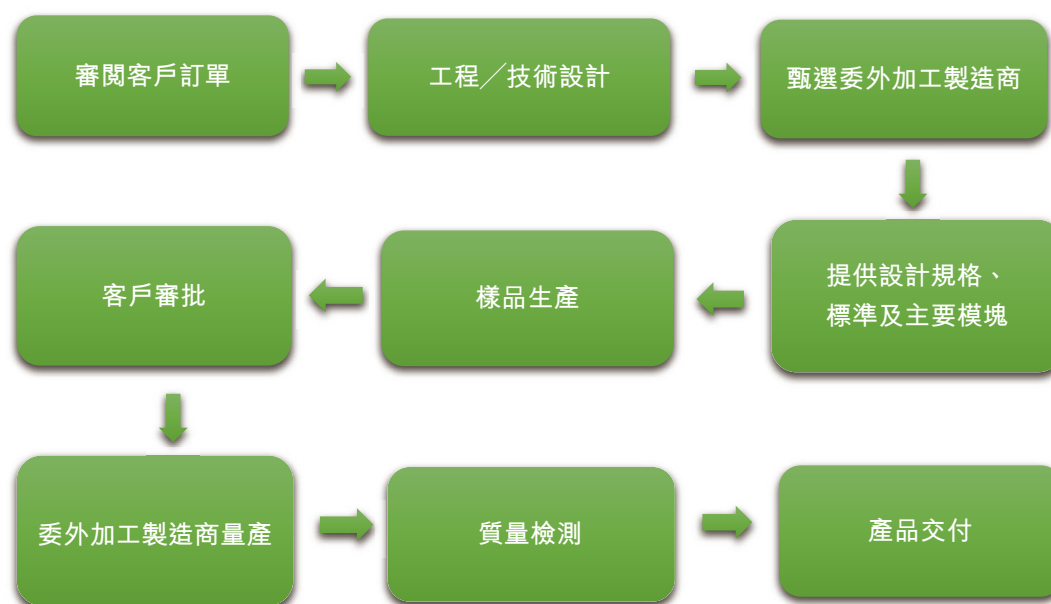 審閱客戶訂單
工程╱技術設計
甄選委外加工製造商
提供設計規格、
標準及主要模塊
樣品生產
客戶審批
委外加工製造商量產
質量檢測
產品交付